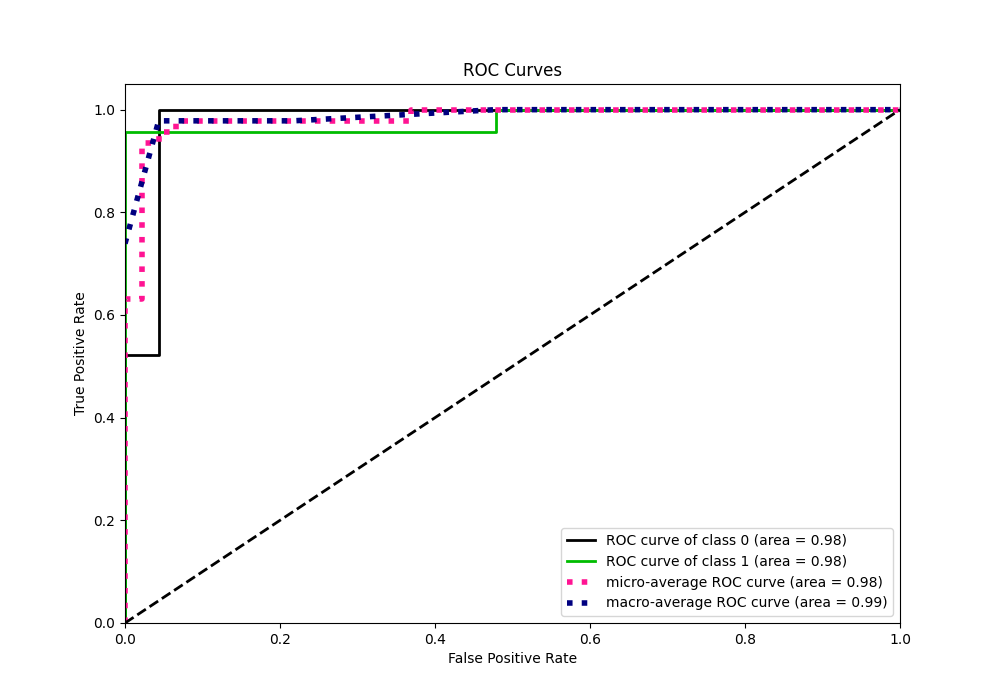 ROC Curves
True Positive Rate
1.0
0.8
0.6
0.4
0.2
0.0
0.0 0.2 0.4 0.6 0.8 1.0
False Positive Rate
ROC curve of class 0 (area = 0.98)
ROC curve of class 1 (area = 0.98)
micro-average ROC curve (area = 0.98)
macro-average ROC curve (area = 0.99)